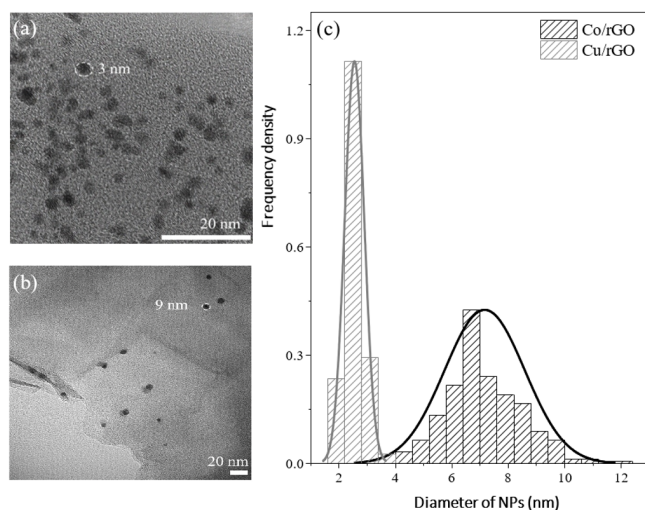 (a)
3 nm
20 nm
(b)
9 nm
20 nm
(c)
Co/rGO
Cu/rGO
Frequency density
1.2
0.9
0.6
0.3
0.0
2 4 6 8 10 12
Diameter of NPs (nm)